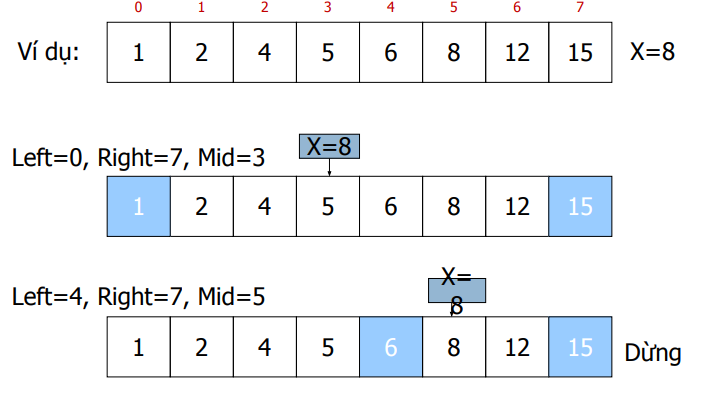 0 1 2 3 4 5 6 7
Ví dụ: 1 2 4 5 6 8 12 15 X=8
X=8
Left=0, Right=7, Mid=3
1 2 4 5 6 8 12 15
X=
8
Left=4, Right=7, Mid=5
1 2 4 5 6 8 12 15 Dừng